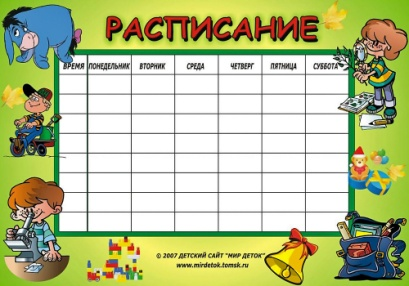 РАСПИСАНИЕ
ВРЕМЯ ПОНЕДЕЛЬНИК ВТОРНИК СРЕДА ЧЕТВЕРГ ПЯТНИЦА СУББОТА
© 2007 ДЕТСКИЙ САЙТ "МИР ДЕТОК"
www.mirdetok.tomsk.ru